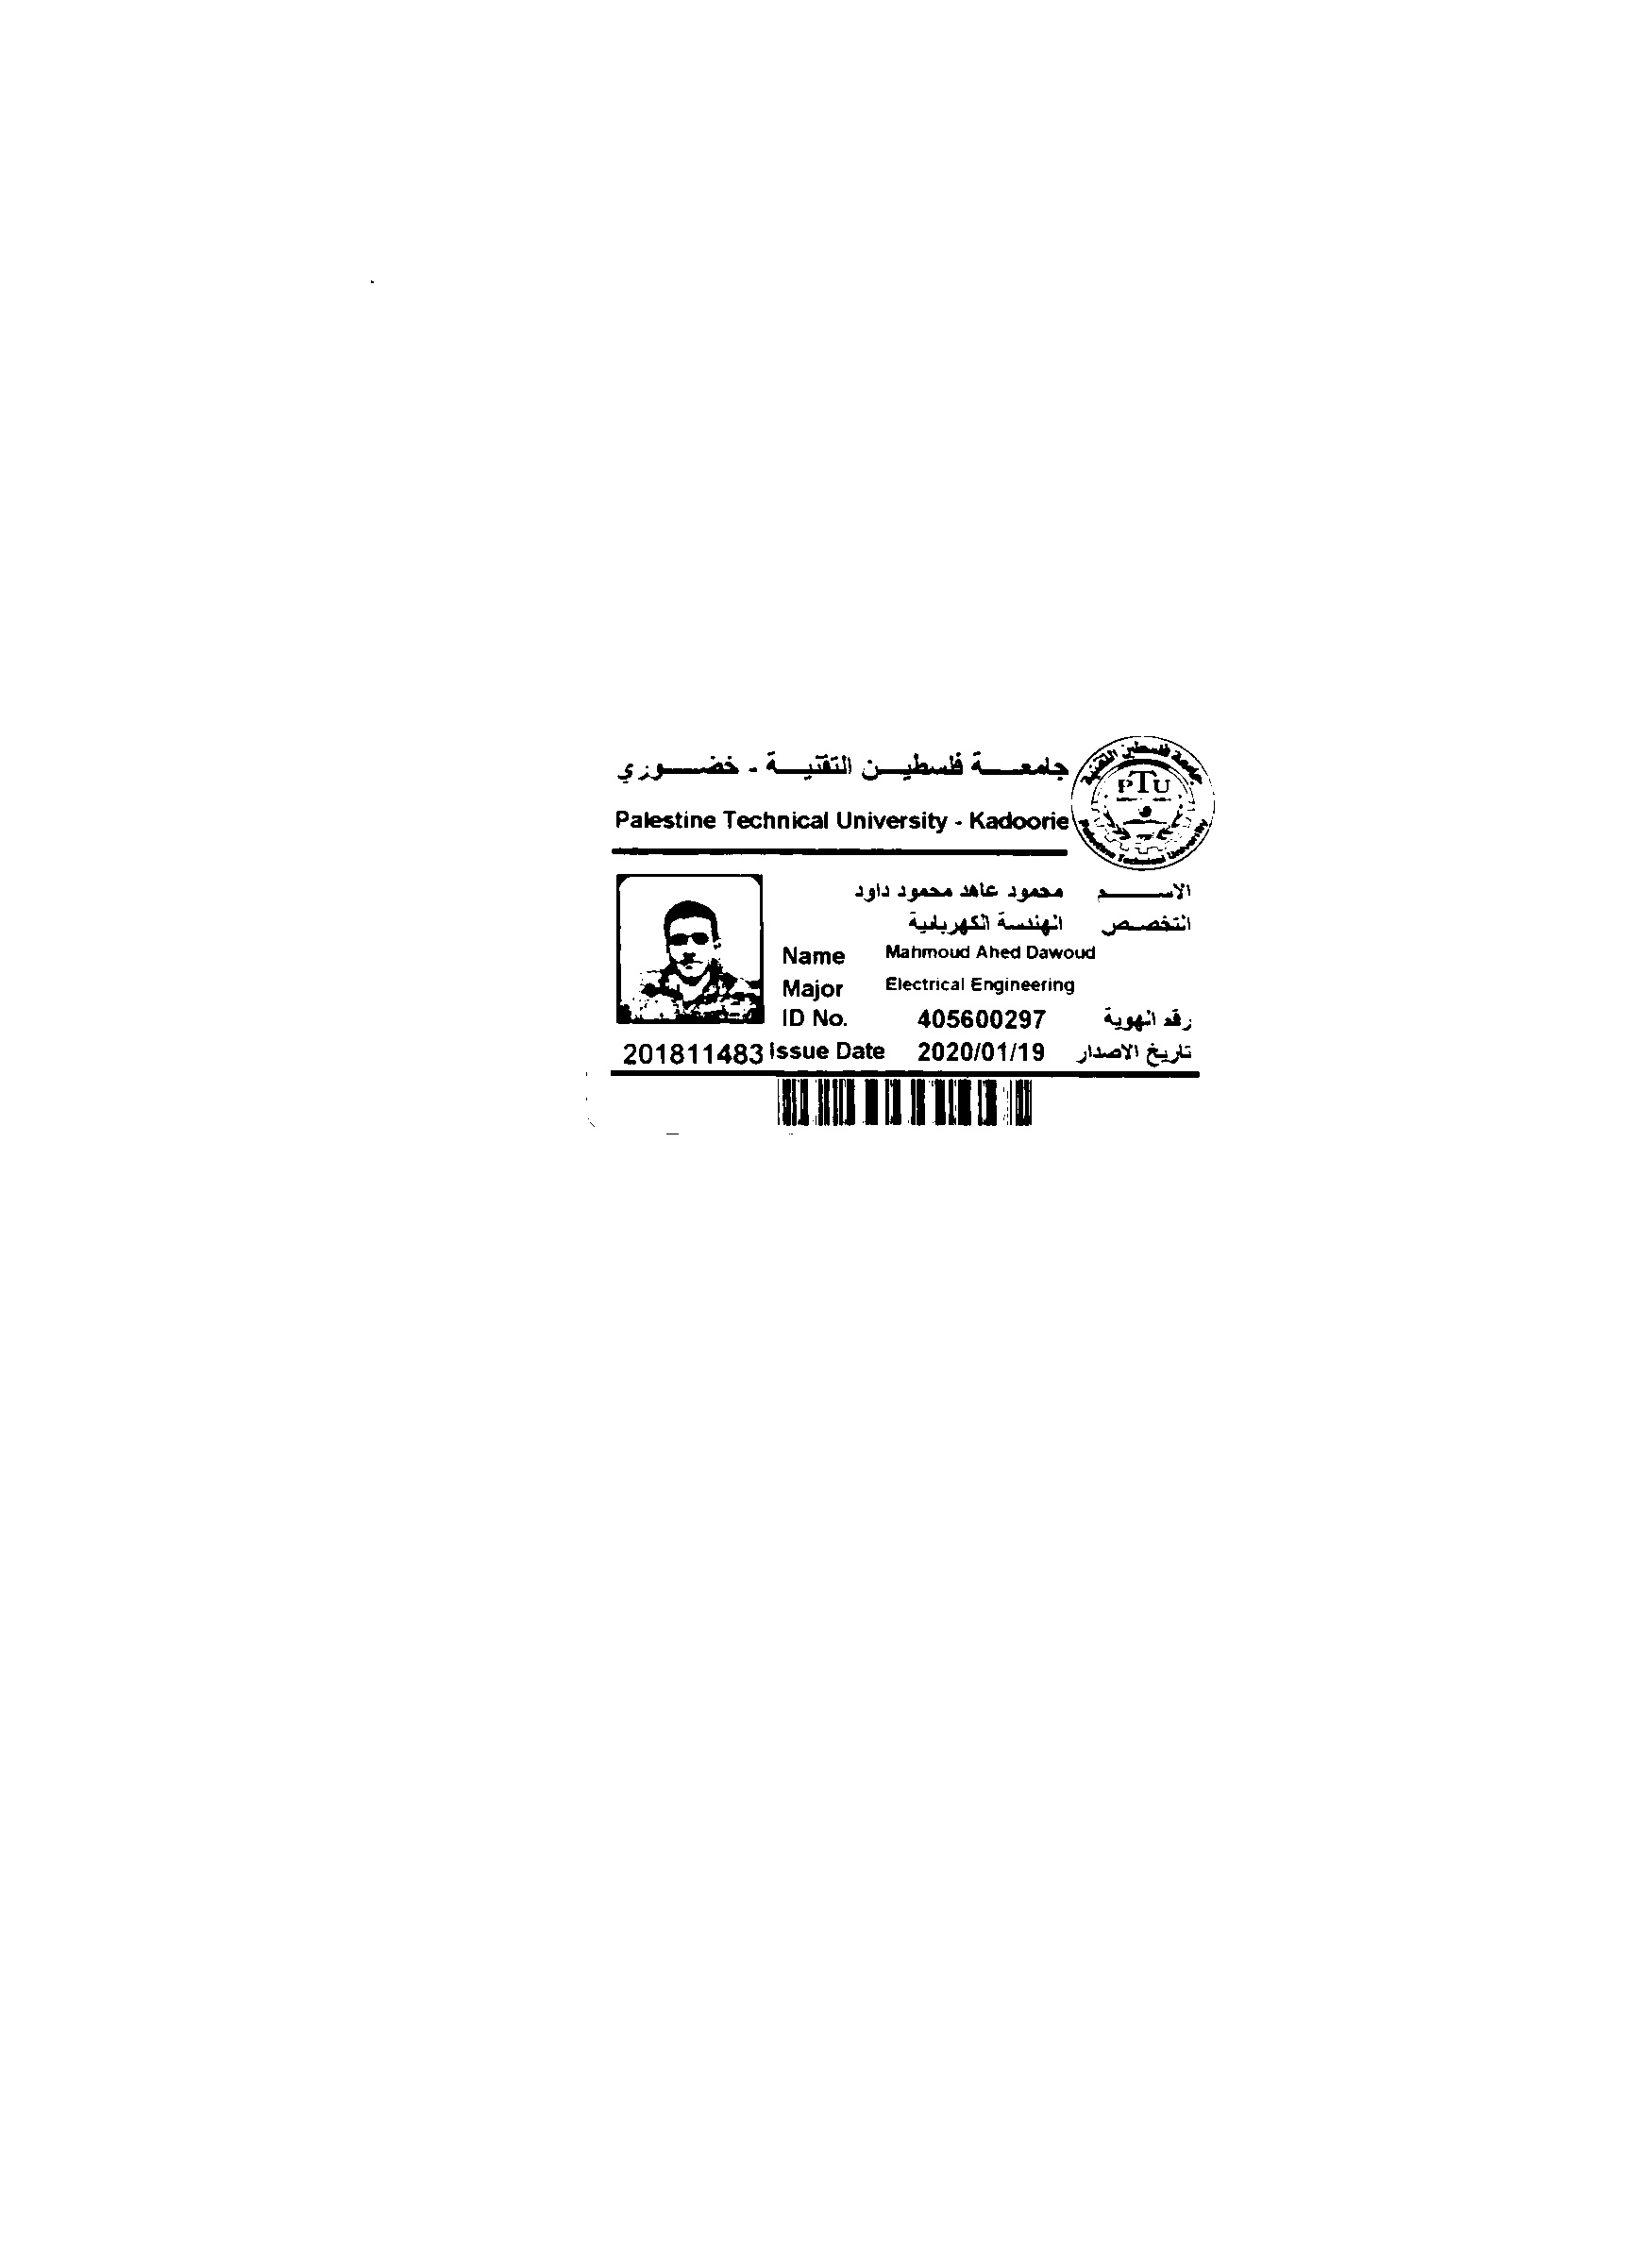 جامعـــة فلسطيـــن التقنيـــة - خضـــوري
Palestine Technical University - Kadoorie
جامعة فلسطين التقنية
PTU
Palestine Technical University
الاســـــم محمود عاهد محمود داود
التخصـص الهندسة الكهربائية
Name Mahmoud Ahed Dawoud
Major Electrical Engineering
ID No. 405600297 رقم الهوية
201811483 Issue Date 2020/01/19 تاريخ الاصدار